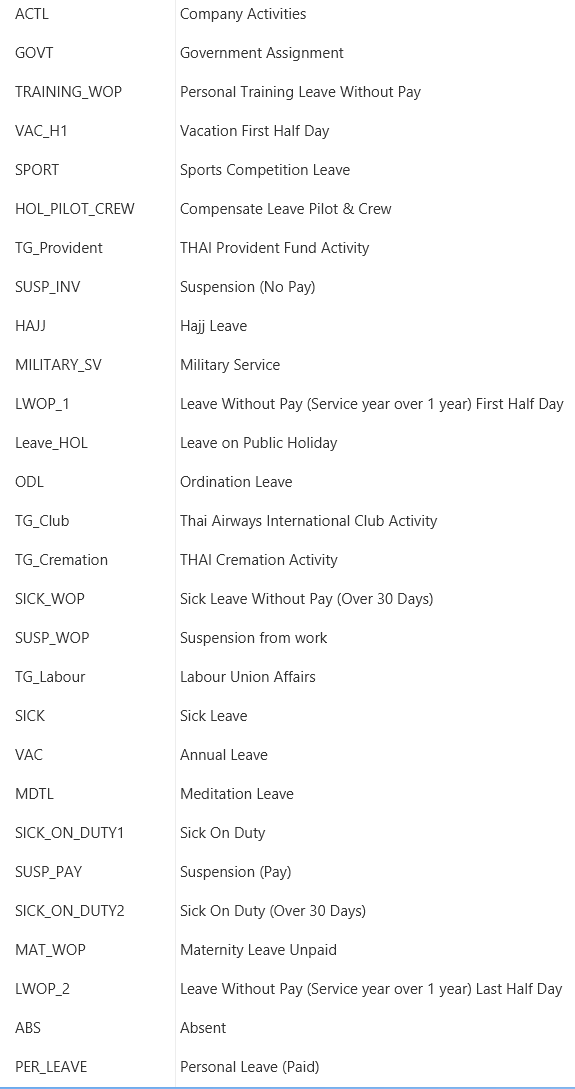 ACTL Company Activities
GOVT Government Assignment
TRAINING_WOP Personal Training Leave Without Pay
VAC_H1 Vacation First Half Day
SPORT Sports Competition Leave
HOL_PILOT_CREW Compensate Leave Pilot & Crew
TG_Provident THAI Provident Fund Activity
SUSP_INV Suspension (No Pay)
HAJJ Hajj Leave
MILITARY_SV Military Service
LWOP_1 Leave Without Pay (Service year over 1 year) First Half Day
Leave_HOL Leave on Public Holiday
ODL Ordination Leave
TG_Club Thai Airways International Club Activity
TG_Cremation THAI Cremation Activity
SICK_WOP Sick Leave Without Pay (Over 30 Days)
SUSP_WOP Suspension from work
TG_Labour Labour Union Affairs
SICK Sick Leave
VAC Annual Leave
MDTL Meditation Leave
SICK_ON_DUTY1 Sick On Duty
SUSP_PAY Suspension (Pay)
SICK_ON_DUTY2 Sick On Duty (Over 30 Days)
MAT_WOP Maternity Leave Unpaid
LWOP_2 Leave Without Pay (Service year over 1 year) Last Half Day
ABS Absent
PER_LEAVE Personal Leave (Paid)